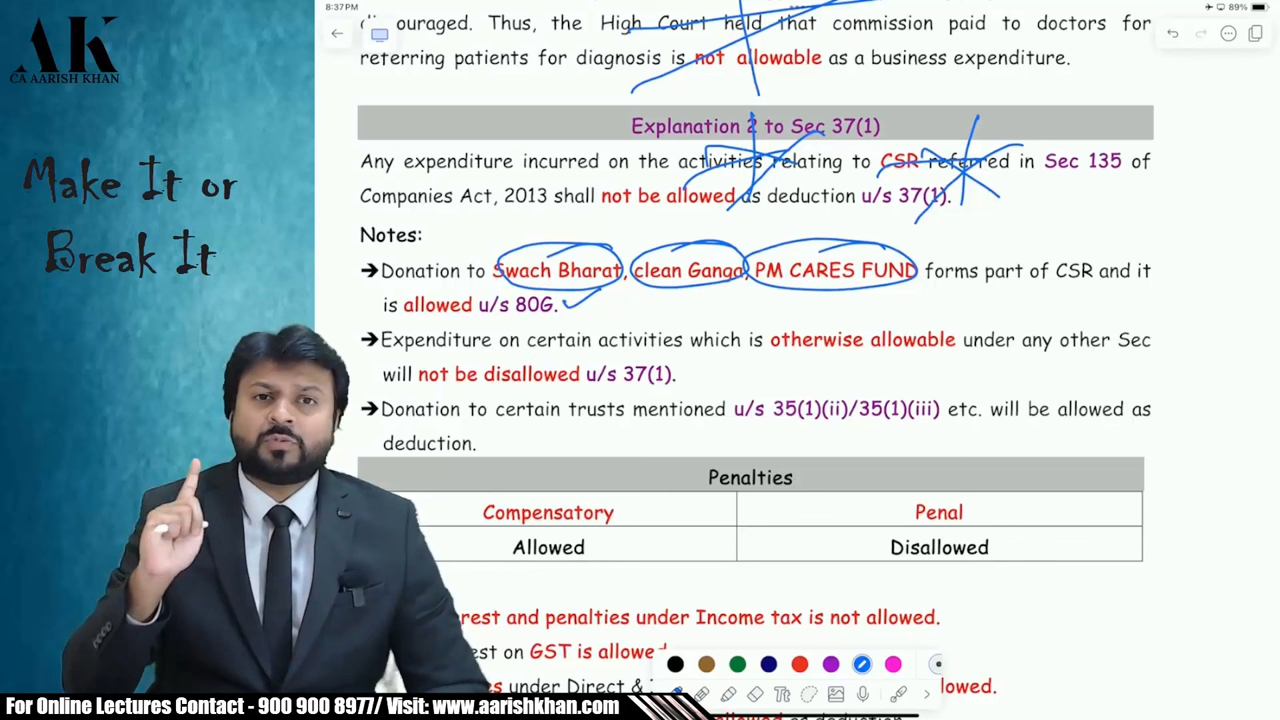 8:37PM
89%
AK
CA AARISH KHAN
Make It or
Break It
discouraged. Thus, the High Court held that commission paid to doctors for
referring patients for diagnosis is not allowable as a business expenditure.
Explanation 2 to Sec 37(1)
Any expenditure incurred on the activities relating to CSR referred in Sec 135 of
Companies Act, 2013 shall not be allowed as deduction u/s 37(1).
Notes:
➔Donation to Swach Bharat, clean Ganga, PM CARES FUND forms part of CSR and it
is allowed u/s 80G.
➔Expenditure on certain activities which is otherwise allowable under any other Sec
will not be disallowed u/s 37(1).
➔Donation to certain trusts mentioned u/s 35(1)(ii)/35(1)(iii) etc. will be allowed as
deduction.
Penalties
Compensatory Penal
Allowed Disallowed
and penalties under Income tax is not allowed.
on GST is allowed
under Direct &
as deduction
For Online Lectures Contact - 900 900 8977/ Visit: www.aarishkhan.com